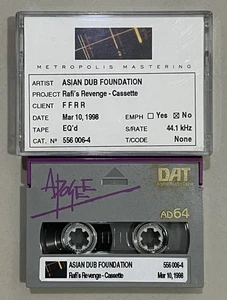 METROPOLIS MASTERING
ARTIST ASIAN DUB FOUNDATION
PROJECT Rafi's Revenge - Cassette
CLIENT F F R R
DATE Mar 10, 1998 EMPH Yes No
TAPE EQ'd S/RATE 44.1 kHz
CAT. Nº 556 006-4 T/CODE None
APOGEE
DAT
AD64
ASIAN DUB FOUNDATION 556 006-4
Rafi's Revenge - Cassette Mar 10, 1998